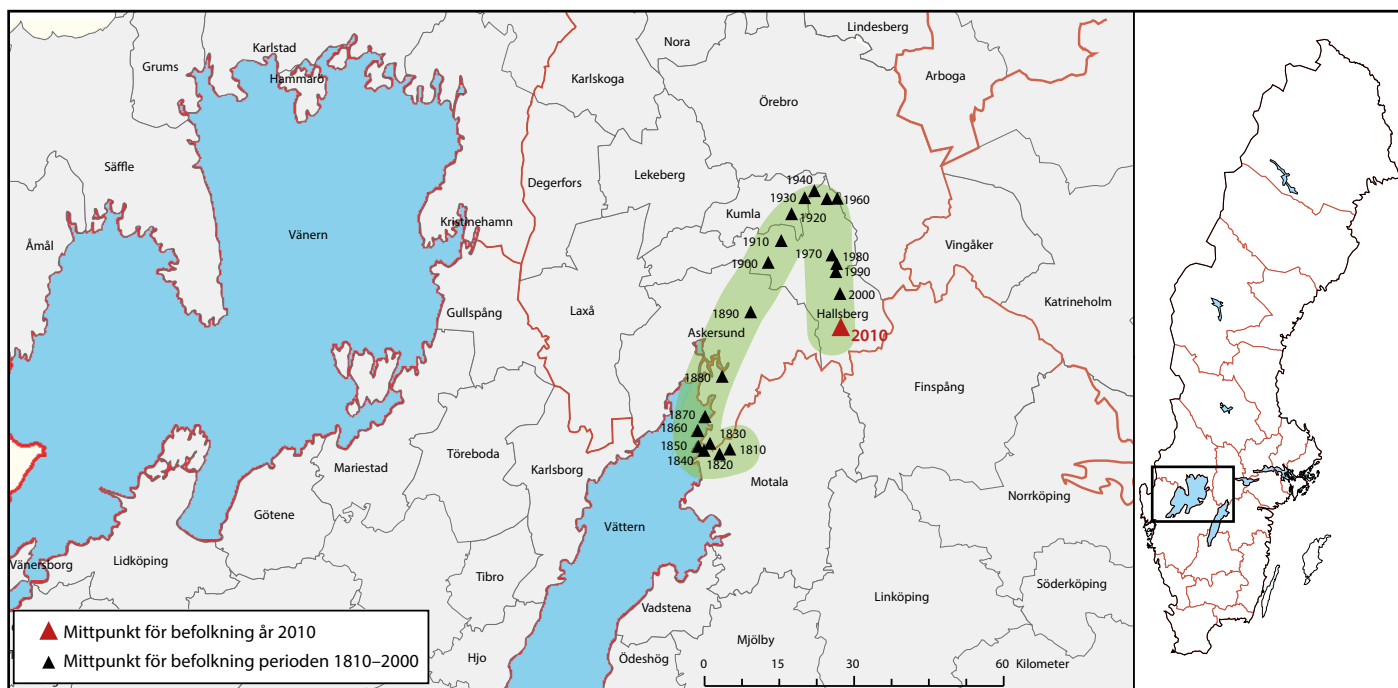 Lindesberg
Nora
Karlstad
Grums
Hammarö
Karlskoga
Arboga
Örebro
Säffle
Lekeberg
Degerfors
1940
1930
1960
Kumla
1920
Kristinehamn
Vänern
Åmål
1910
Vingåker
1970
1980
1900
1990
2000
Katrineholm
Gullspång
Laxå
1890
Hallsberg
Askersund
2010
1880
Finspång
1870
Töreboda
1860
1830
1850
1810
1840
1820
Mariestad
Karlsborg
Motala
Norrköping
Götene
Vättern
Vänersborg
Lidköping
Tibro
Söderköping
Linköping
Vadstena
Mjölby
Hjo
Ödeshög
Mittpunkt för befolkning år 2010
Mittpunkt för befolkning perioden 1810–2000
0 15 30 60
Kilometer